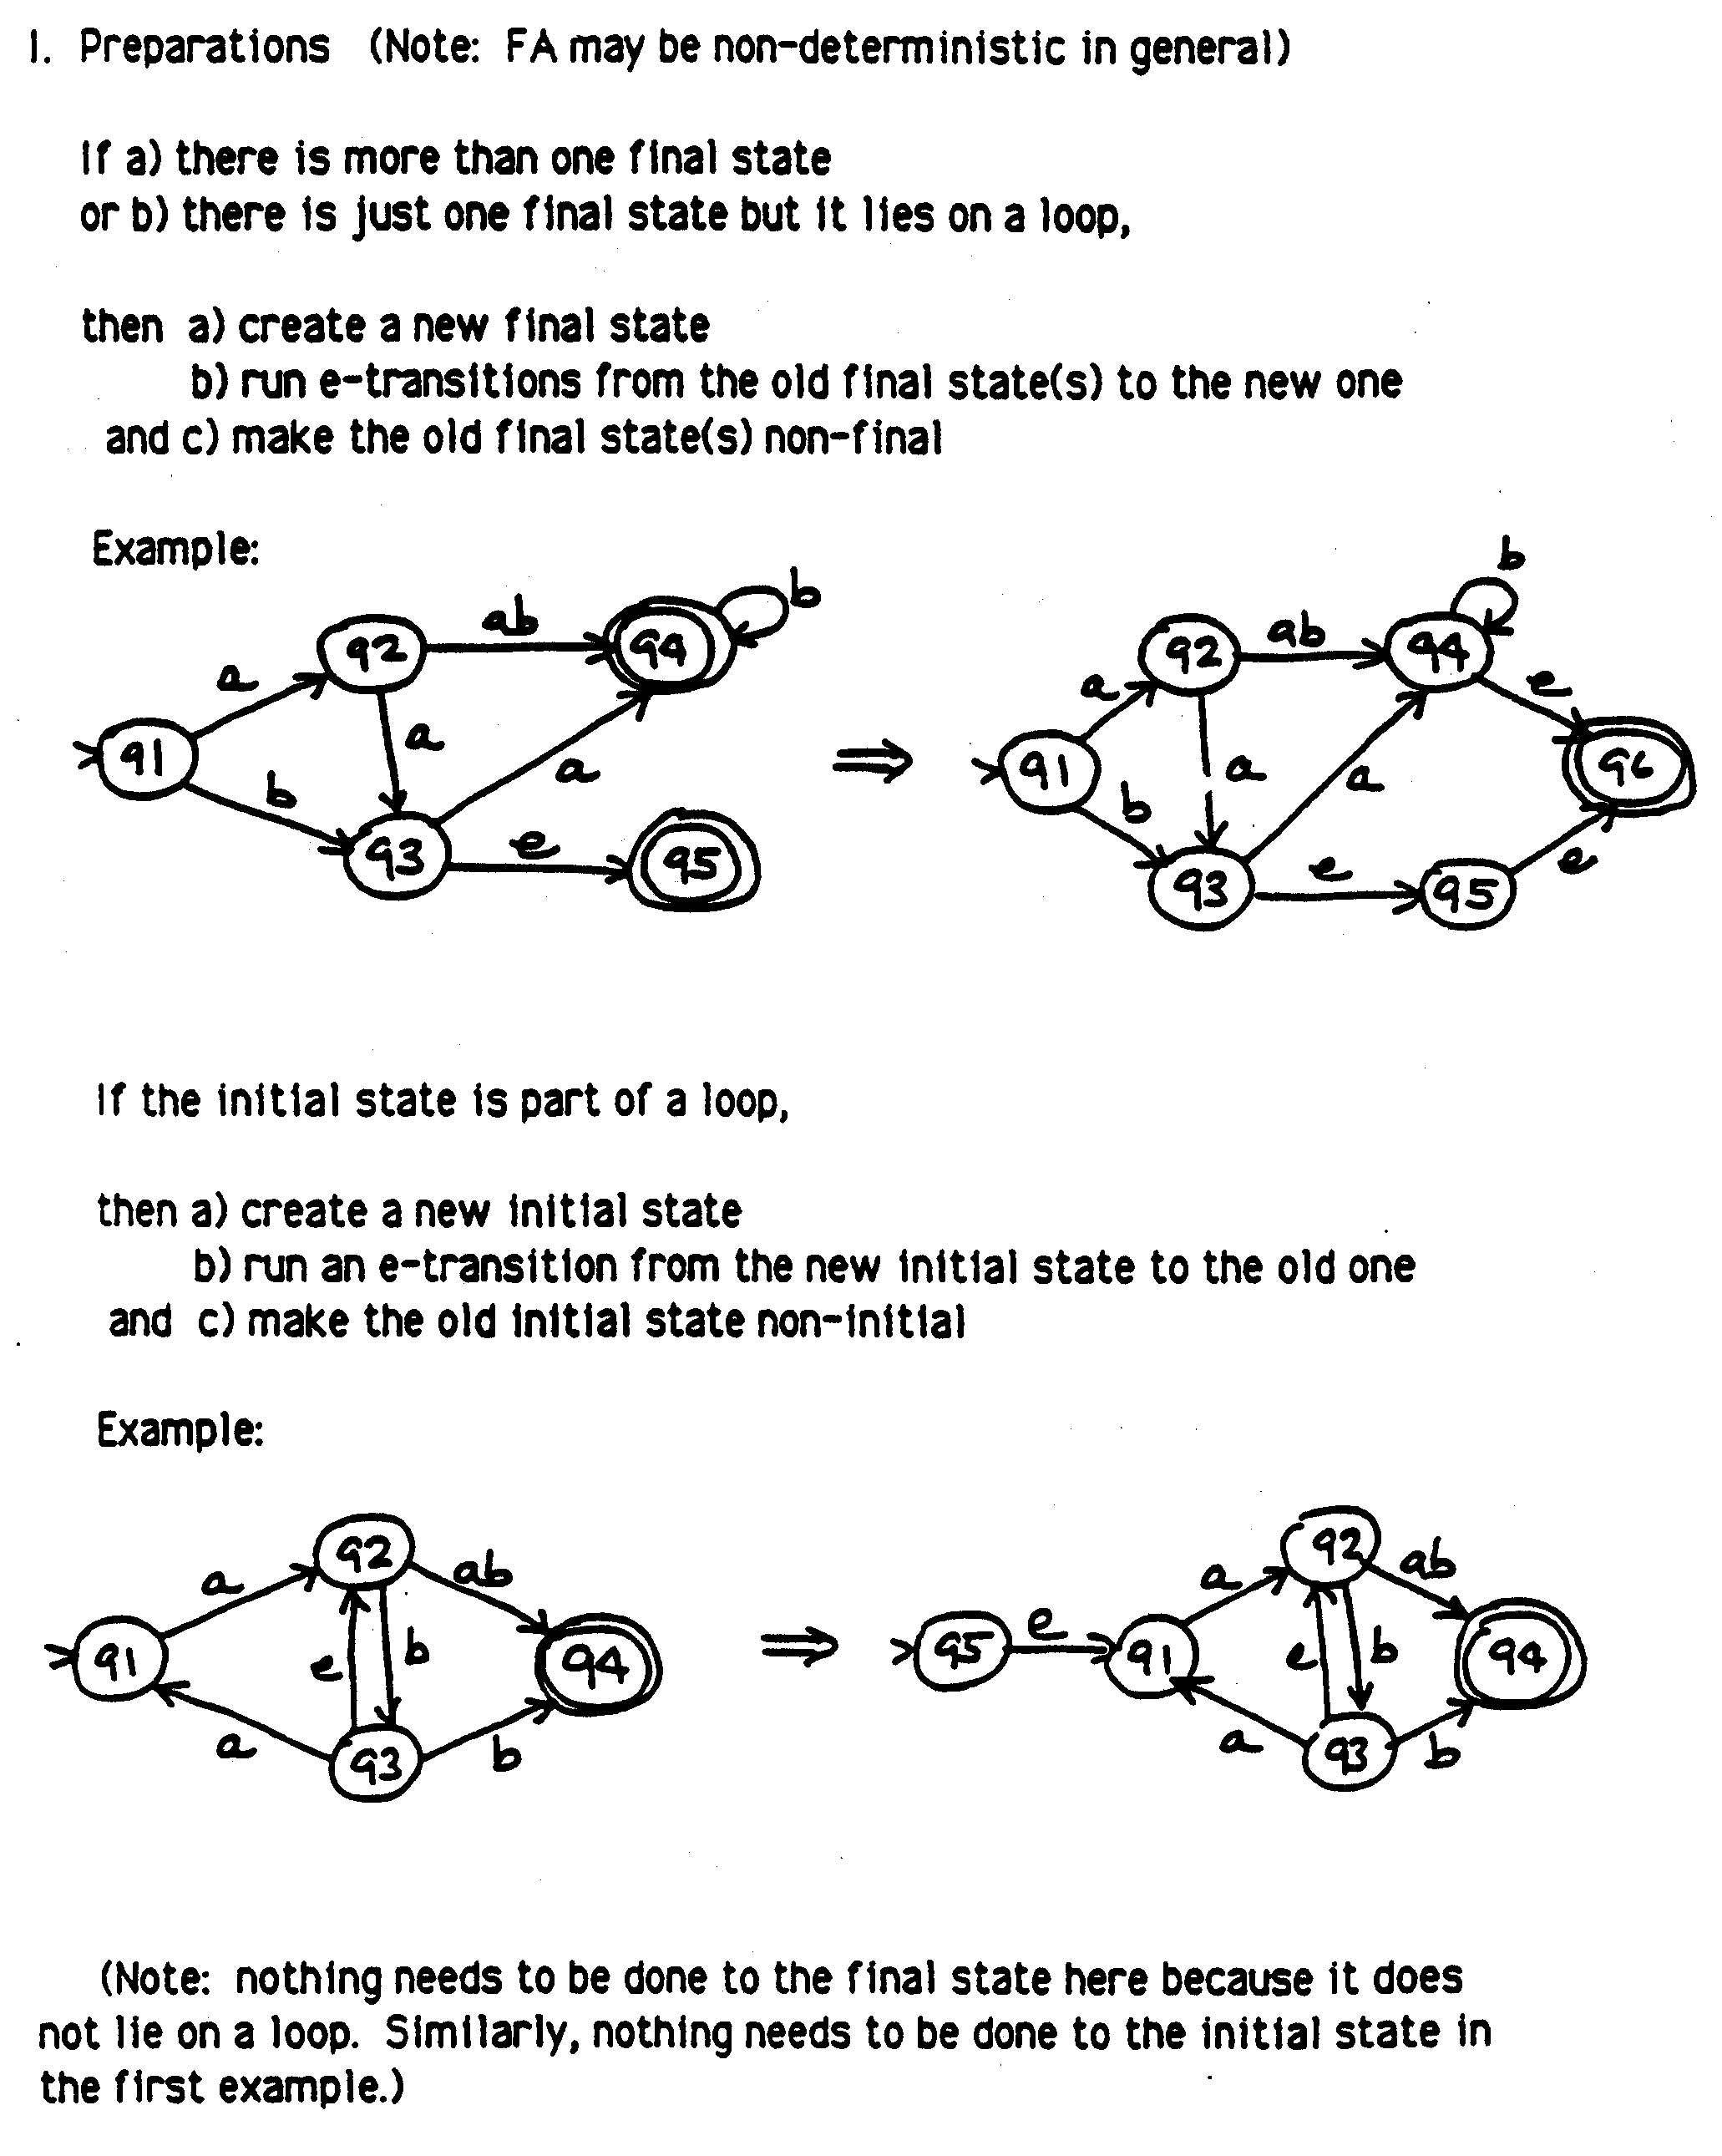 1. Preparations (Note: FA may be non-deterministic in general)
If a) there is more than one final state
or b) there is just one final state but it lies on a loop,
then a) create a new final state
b) run e-transitions from the old final state(s) to the new one
and c) make the old final state(s) non-final
Example:
q1 a q2 ab q4 b
b a a
q3 e q5
⇒
q1 a q2 ab q4 b e
b a a q6
q3 e q5 e
If the initial state is part of a loop,
then a) create a new initial state
b) run an e-transition from the new initial state to the old one
and c) make the old initial state non-initial
Example:
q1 a q2 ab q4
e b
a q3 b
⇒
q5 e q1 a q2 ab q4
e b
a q3 b
(Note: nothing needs to be done to the final state here because it does
not lie on a loop. Similarly, nothing needs to be done to the initial state in
the first example.)